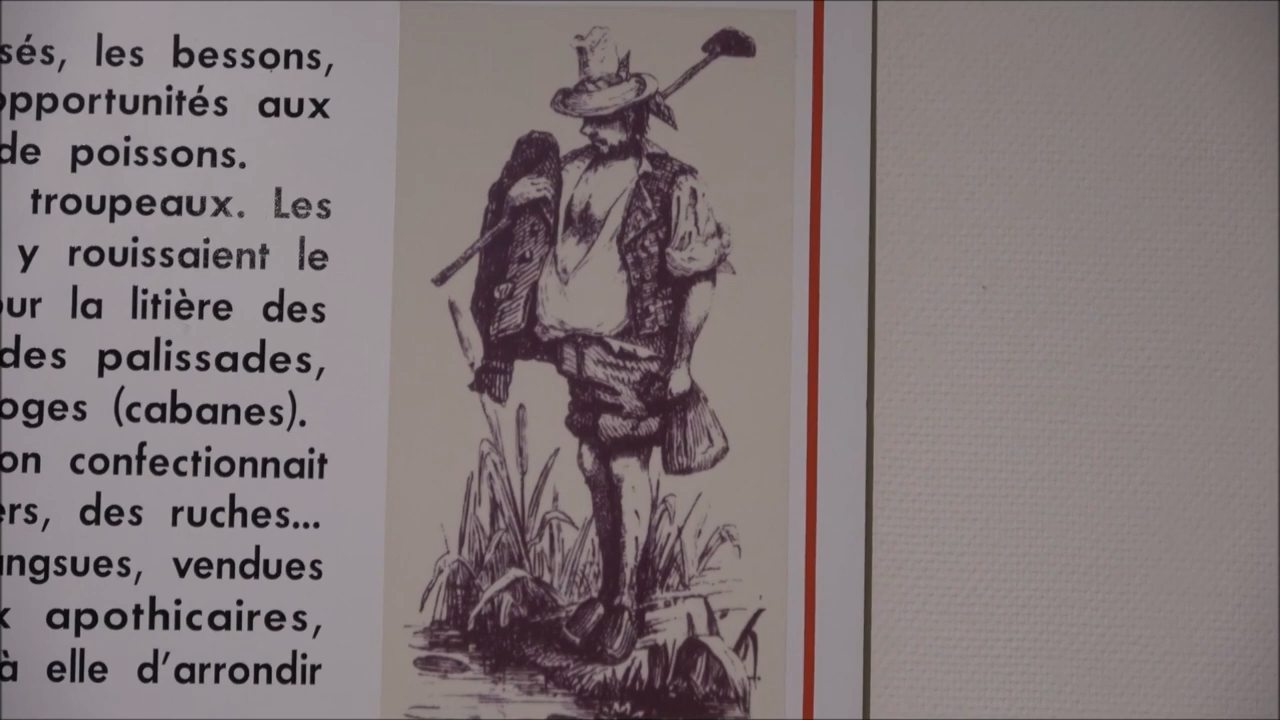 sés, les bessons,
opportunités aux
de poissons.
troupeaux. Les
y rouissaient le
our la litière des
des palissades,
oges (cabanes).
on confectionnait
ers, des ruches...
ngsues, vendues
x apothicaires,
à elle d'arrondir